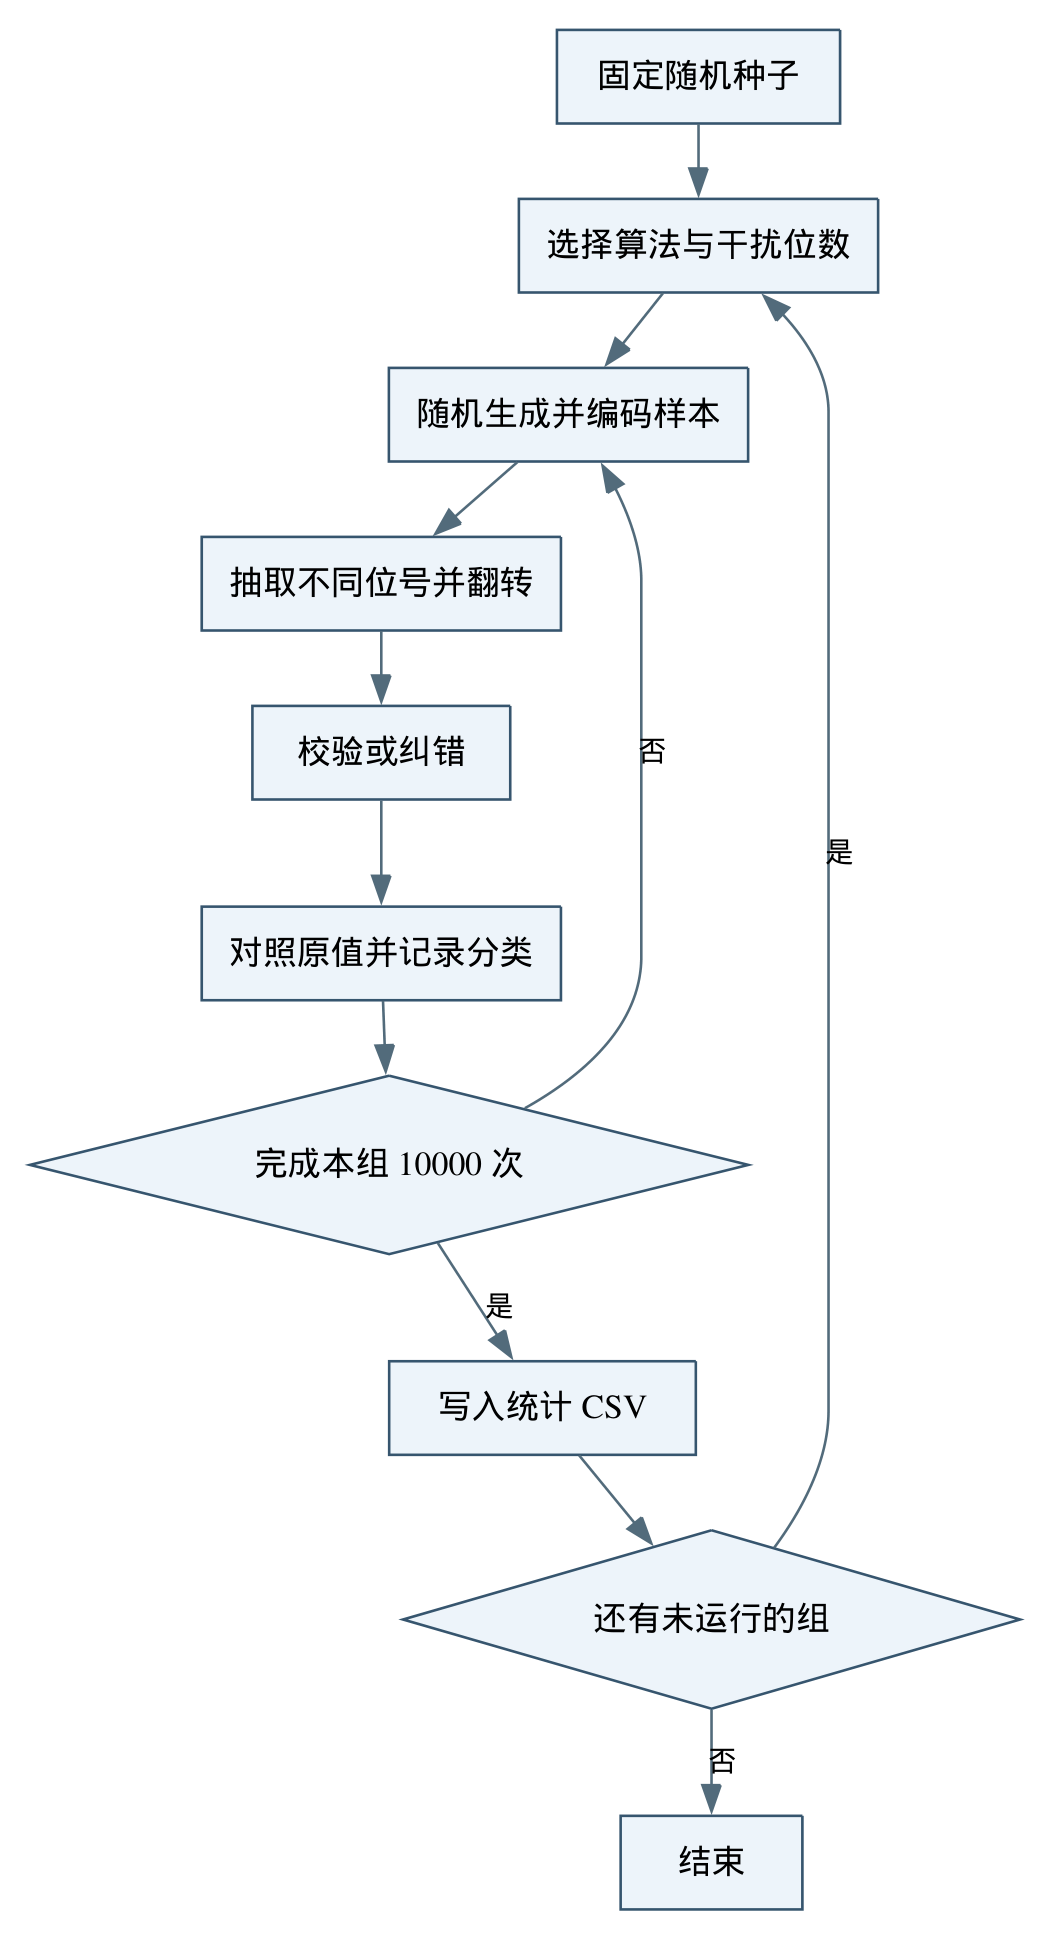 固定随机种子
选择算法与干扰位数
随机生成并编码样本
抽取不同位号并翻转
校验或纠错
否
是
对照原值并记录分类
完成本组 10000 次
是
写入统计 CSV
还有未运行的组
否
结束